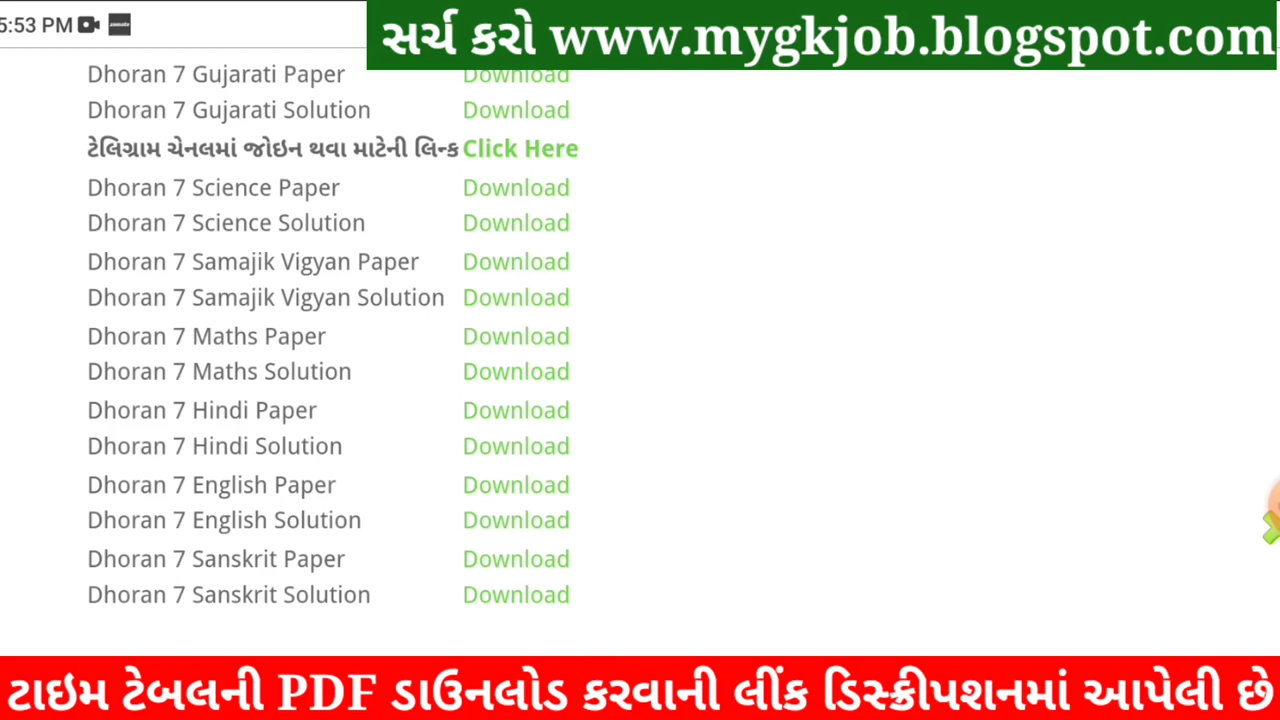 5:53 PM
સર્ચ કરો www.mygkjob.blogspot.com
Dhoran 7 Gujarati Paper Download
Dhoran 7 Gujarati Solution Download
ટેલિગ્રામ ચેનલમાં જોઇન થવા માટેની લિન્ક Click Here
Dhoran 7 Science Paper Download
Dhoran 7 Science Solution Download
Dhoran 7 Samajik Vigyan Paper Download
Dhoran 7 Samajik Vigyan Solution Download
Dhoran 7 Maths Paper Download
Dhoran 7 Maths Solution Download
Dhoran 7 Hindi Paper Download
Dhoran 7 Hindi Solution Download
Dhoran 7 English Paper Download
Dhoran 7 English Solution Download
Dhoran 7 Sanskrit Paper Download
Dhoran 7 Sanskrit Solution Download
ટાઇમ ટેબલની PDF ડાઉનલોડ કરવાની લીંક ડિસ્ક્રીપશનમાં આપેલી છે